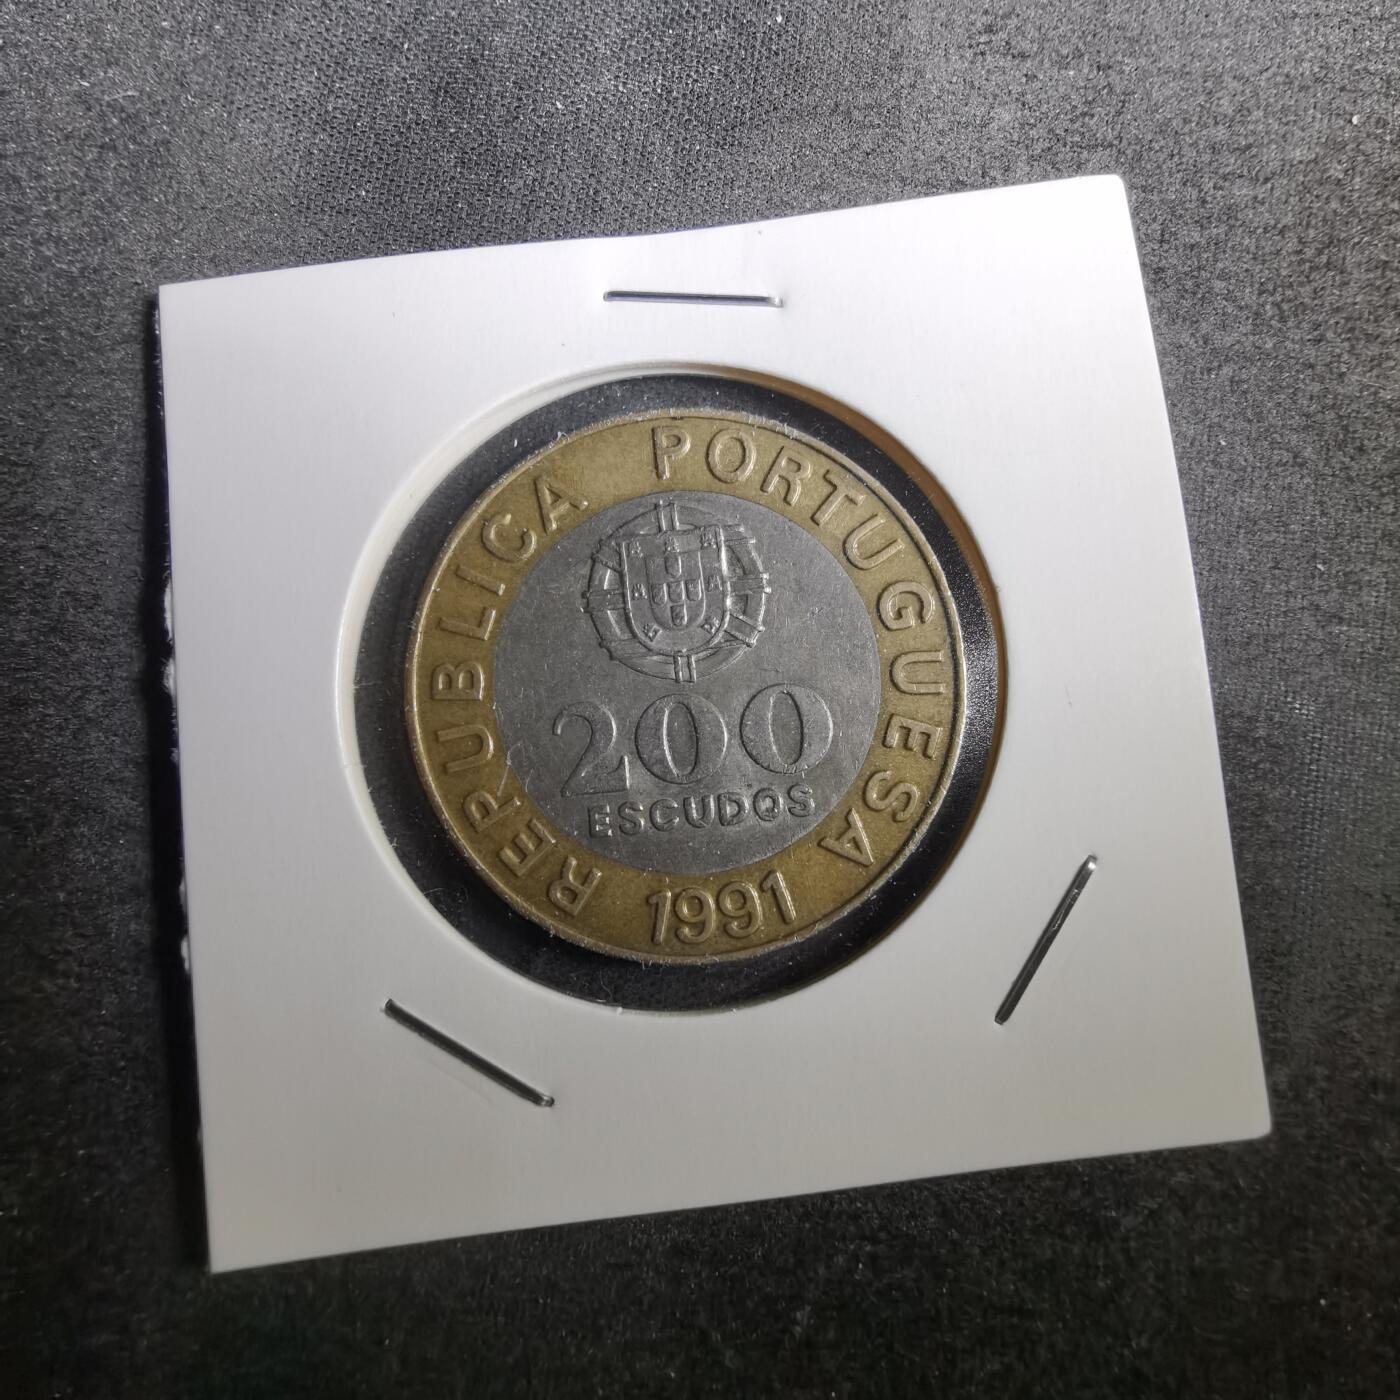 REPUBLICA PORTUGUESA
200
ESCUDOS
1991